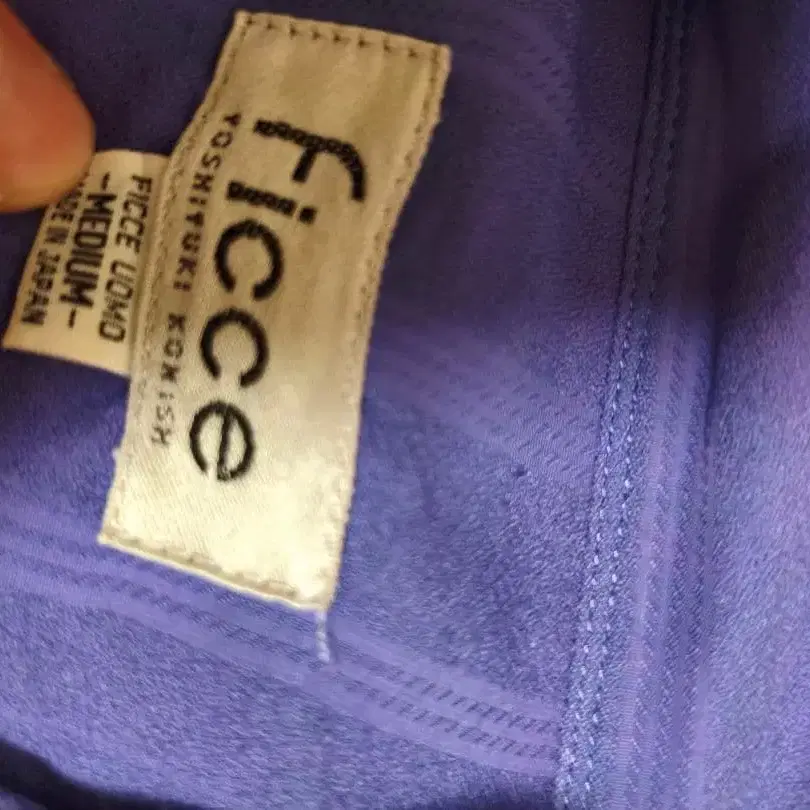 Ficce
YOSHIYUKI KONISHI
FICCE UOMO
-MEDIUM-
MADE IN JAPAN